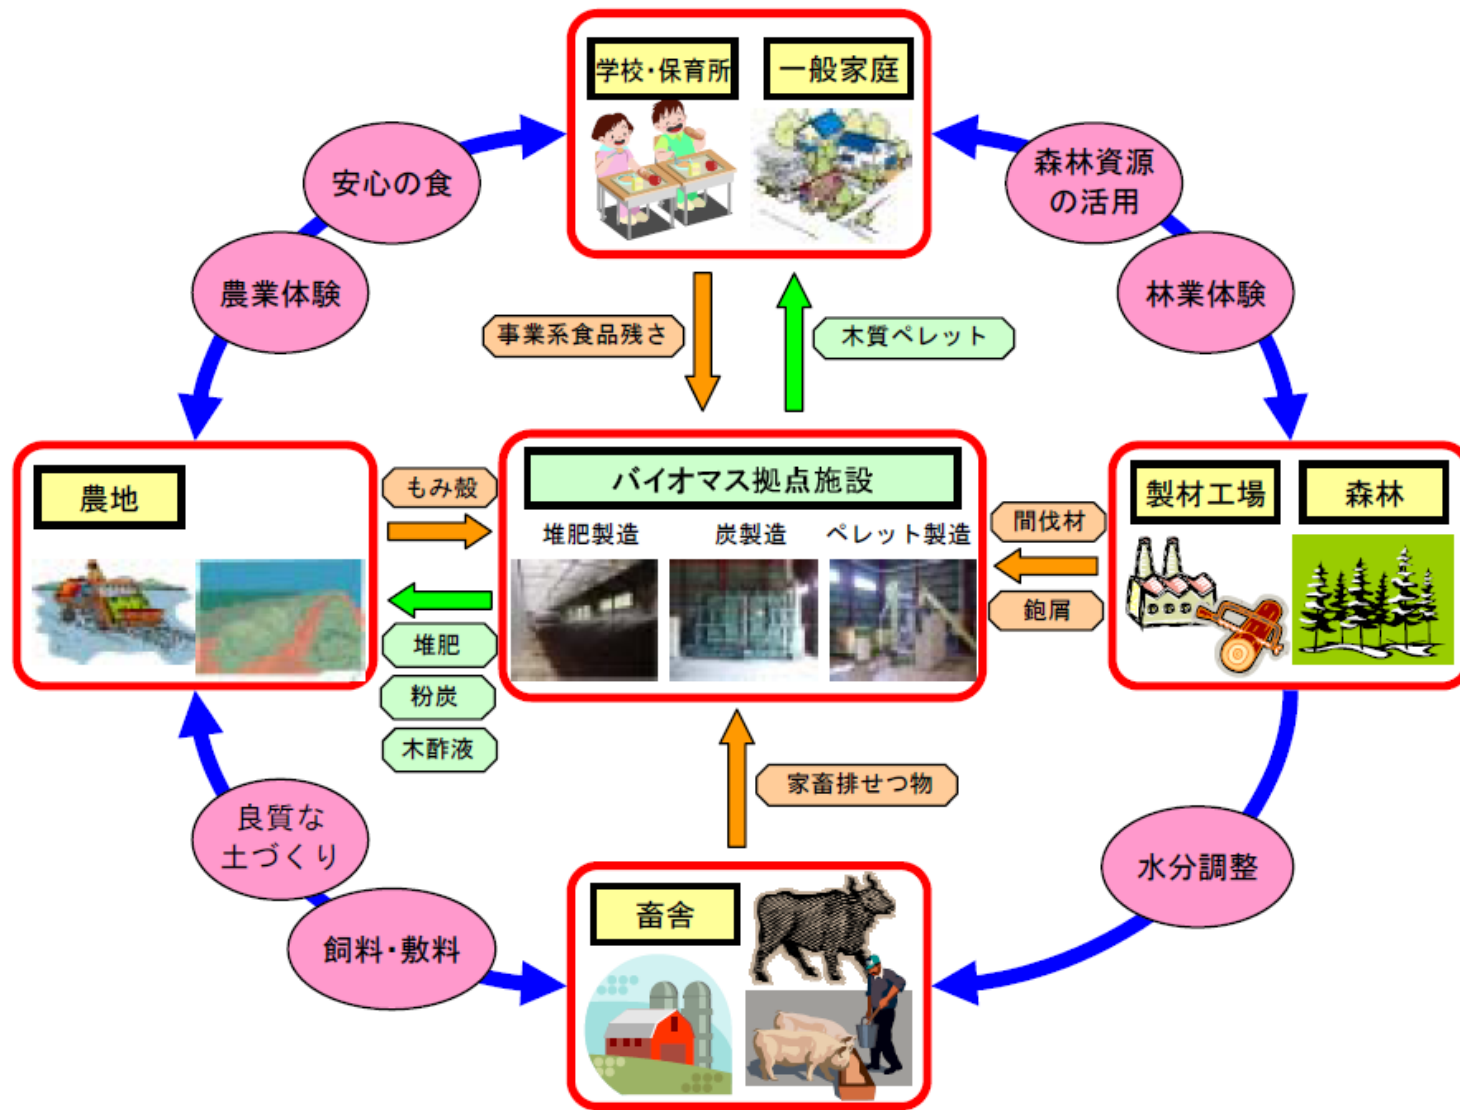 学校・保育所
一般家庭
安心の食
森林資源
の活用
農業体験
林業体験
事業系食品残さ
木質ペレット
農地
もみ殻
バイオマス拠点施設
堆肥製造
炭製造
ペレット製造
間伐材
鉋屑
製材工場
森林
堆肥
粉炭
木酢液
家畜排せつ物
良質な
土づくり
水分調整
飼料・敷料
畜舎